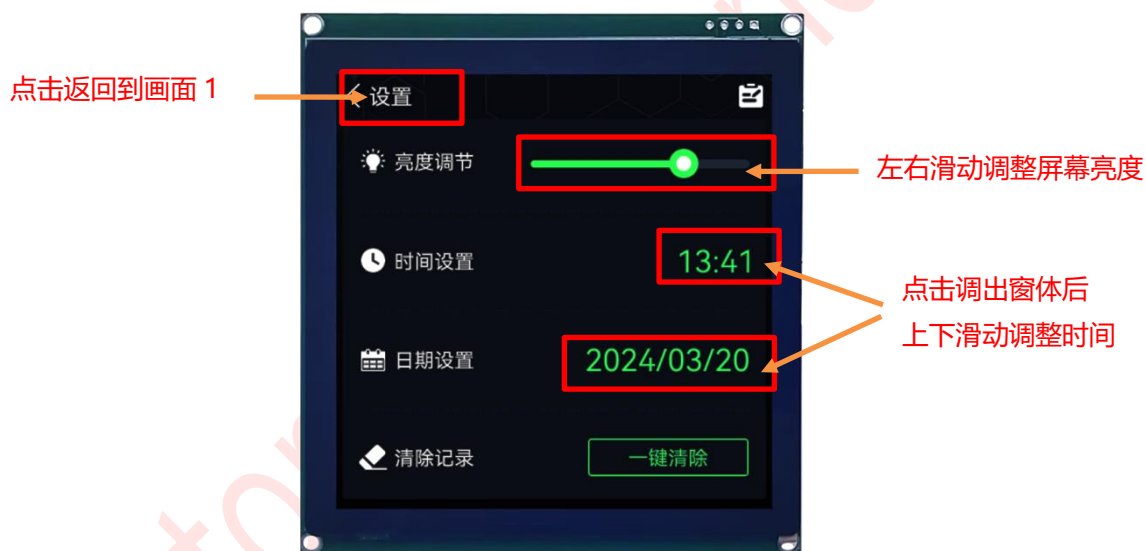 点击返回到画面 1
设置
亮度调节
左右滑动调整屏幕亮度
时间设置
13:41
点击调出窗体后
上下滑动调整时间
日期设置
2024/03/20
清除记录
一键清除